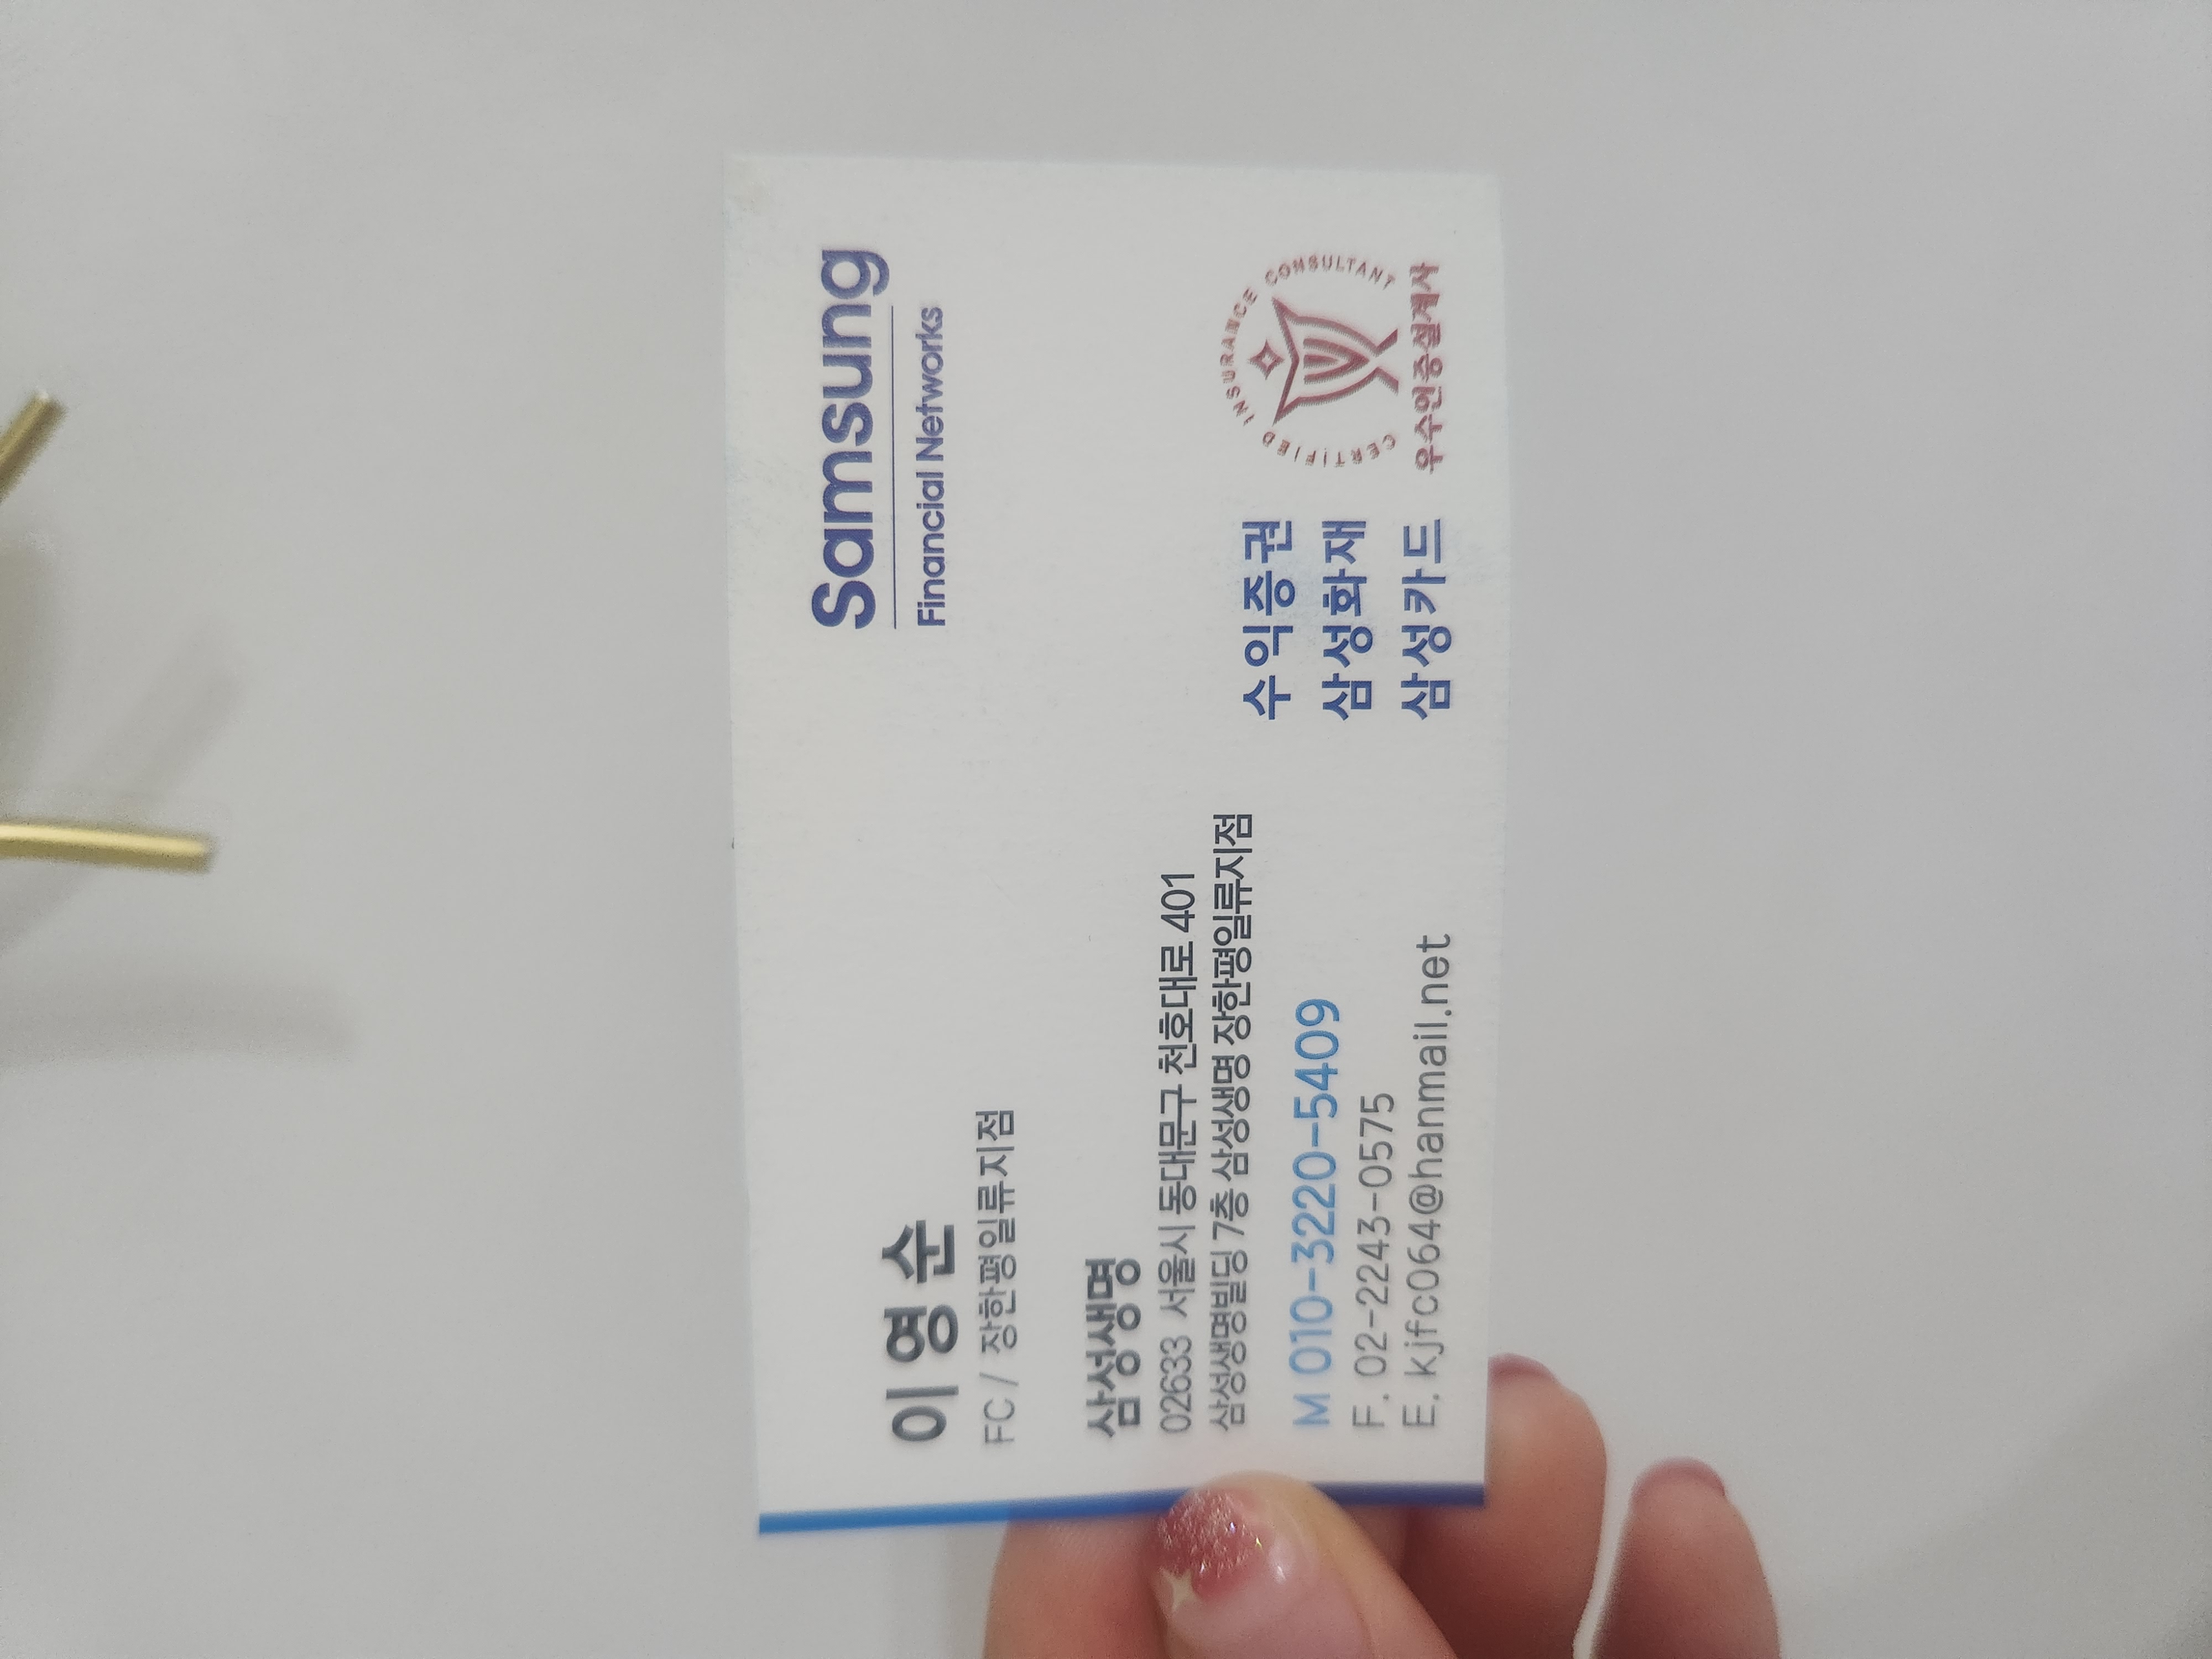 Samsung
Financial Networks
이영순
FC / 장한평일류지점
삼성생명
02633 서울시 동대문구 천호대로 401
삼성생명빌딩 7층 삼성생명 장한평일류지점
M 010-3220-5409
F. 02-2243-0575
E. kjfc064@hanmail.net
수익증권
삼성화재
삼성카드
CERTIFIED INSURANCE CONSULTANT
우수인증설계사